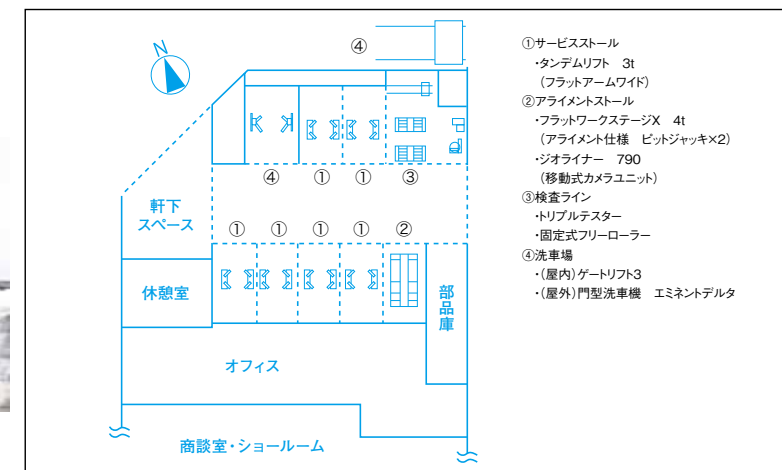 ④
N
④ ① ① ③
軒下
スペース
① ① ① ① ②
休憩室
部品庫
オフィス
商談室・ショールーム
①サービスストール
・タンデムリフト　3t
(フラットアームワイド)
②アライメントストール
・フラットワークステージX　4t
(アライメント仕様　ピットジャッキ×2)
・ジオライナー　790
(移動式カメラユニット)
③検査ライン
・トリプルテスター
・固定式フリーローラー
④洗車場
・(屋内)ゲートリフト3
・(屋外)門型洗車機　エミネントデルタ